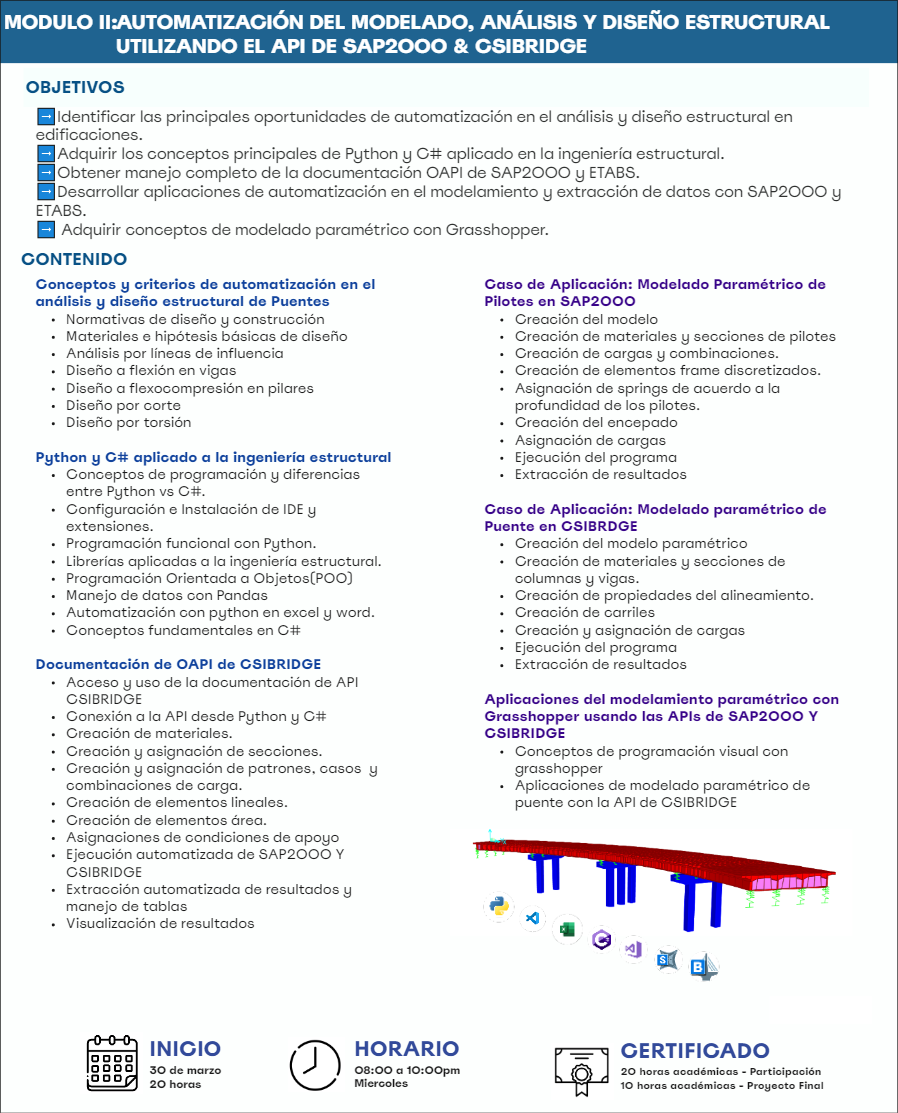 MODULO II:AUTOMATIZACIÓN DEL MODELADO, ANÁLISIS Y DISEÑO ESTRUCTURAL
UTILIZANDO EL API DE SAP2000 & CSIBRIDGE
OBJETIVOS
➡Identificar las principales oportunidades de automatización en el análisis y diseño estructural en
edificaciones.
➡Adquirir los conceptos principales de Python y C# aplicado en la ingeniería estructural.
➡Obtener manejo completo de la documentación OAPI de SAP2000 y ETABS.
➡Desarrollar aplicaciones de automatización en el modelamiento y extracción de datos con SAP2000 y
ETABS.
➡ Adquirir conceptos de modelado paramétrico con Grasshopper.
CONTENIDO
Conceptos y criterios de automatización en el
análisis y diseño estructural de Puentes
• Normativas de diseño y construcción
• Materiales e hipótesis básicas de diseño
• Análisis por líneas de influencia
• Diseño a flexión en vigas
• Diseño a flexocompresión en pilares
• Diseño por corte
• Diseño por torsión
Python y C# aplicado a la ingeniería estructural
• Conceptos de programación y diferencias
entre Python vs C#.
• Configuración e Instalación de IDE y
extensiones.
• Programación funcional con Python.
• Librerías aplicadas a la ingeniería estructural.
• Programación Orientada a Objetos(POO)
• Manejo de datos con Pandas
• Automatización con python en excel y word.
• Conceptos fundamentales en C#
Documentación de OAPI de CSIBRIDGE
• Acceso y uso de la documentación de API
CSIBRIDGE
• Conexión a la API desde Python y C#
• Creación de materiales.
• Creación y asignación de secciones.
• Creación y asignación de patrones, casos y
combinaciones de carga.
• Creación de elementos lineales.
• Creación de elementos área.
• Asignaciones de condiciones de apoyo
• Ejecución automatizada de SAP2000 Y
CSIBRIDGE
• Extracción automatizada de resultados y
manejo de tablas
• Visualización de resultados
Caso de Aplicación: Modelado Paramétrico de
Pilotes en SAP2000
• Creación del modelo
• Creación de materiales y secciones de pilotes
• Creación de cargas y combinaciones.
• Creación de elementos frame discretizados.
• Asignación de springs de acuerdo a la
profundidad de los pilotes.
• Creación del encepado
• Asignación de cargas
• Ejecución del programa
• Extracción de resultados
Caso de Aplicación: Modelado paramétrico de
Puente en CSIBRDGE
• Creación del modelo paramétrico
• Creación de materiales y secciones de
columnas y vigas.
• Creación de propiedades del alineamiento.
• Creación de carriles
• Creación y asignación de cargas
• Ejecución del programa
• Extracción de resultados
Aplicaciones del modelamiento paramétrico con
Grasshopper usando las APIs de SAP2000 Y
CSIBRIDGE
• Conceptos de programación visual con
grasshopper
• Aplicaciones de modelado paramétrico de
puente con la API de CSIBRIDGE
INICIO
30 de marzo
20 horas
HORARIO
08:00 a 10:00pm
Miercoles
CERTIFICADO
20 horas académicas - Participación
10 horas académicas - Proyecto Final